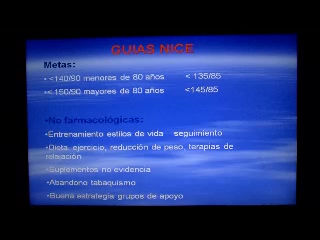 GUIAS NICE
Metas:
• <140/90 menores de 80 años < 135/85
•< 150/90 mayores de 80 años <145/85
•No farmacológicas:
•Entrenamiento estilos de vida seguimiento
•Dieta, ejercicio, reducción de peso, terapias de
relajación
•Suplementos no evidencia
•Abandono tabaquismo
•Buena estrategia grupos de apoyo